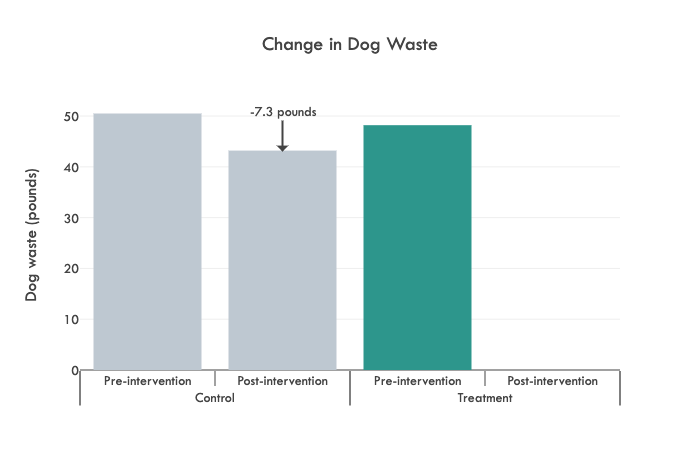 Change in Dog Waste
-7.3 pounds
Dog waste (pounds)
50
40
30
20
10
0
Pre-intervention Post-intervention Pre-intervention Post-intervention
Control Treatment